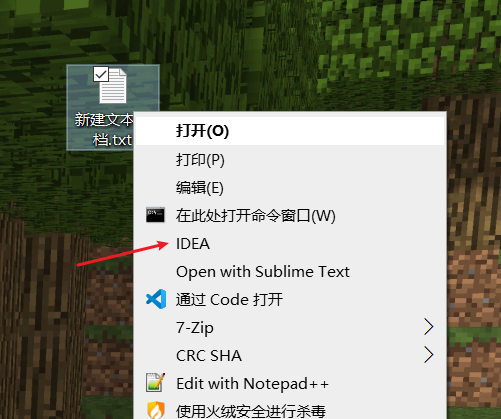 新建文本
档.txt
打开(O)
打印(P)
编辑(E)
在此处打开命令窗口(W)
IDEA
Open with Sublime Text
通过 Code 打开
7-Zip
CRC SHA
Edit with Notepad++
使用火绒安全进行杀毒